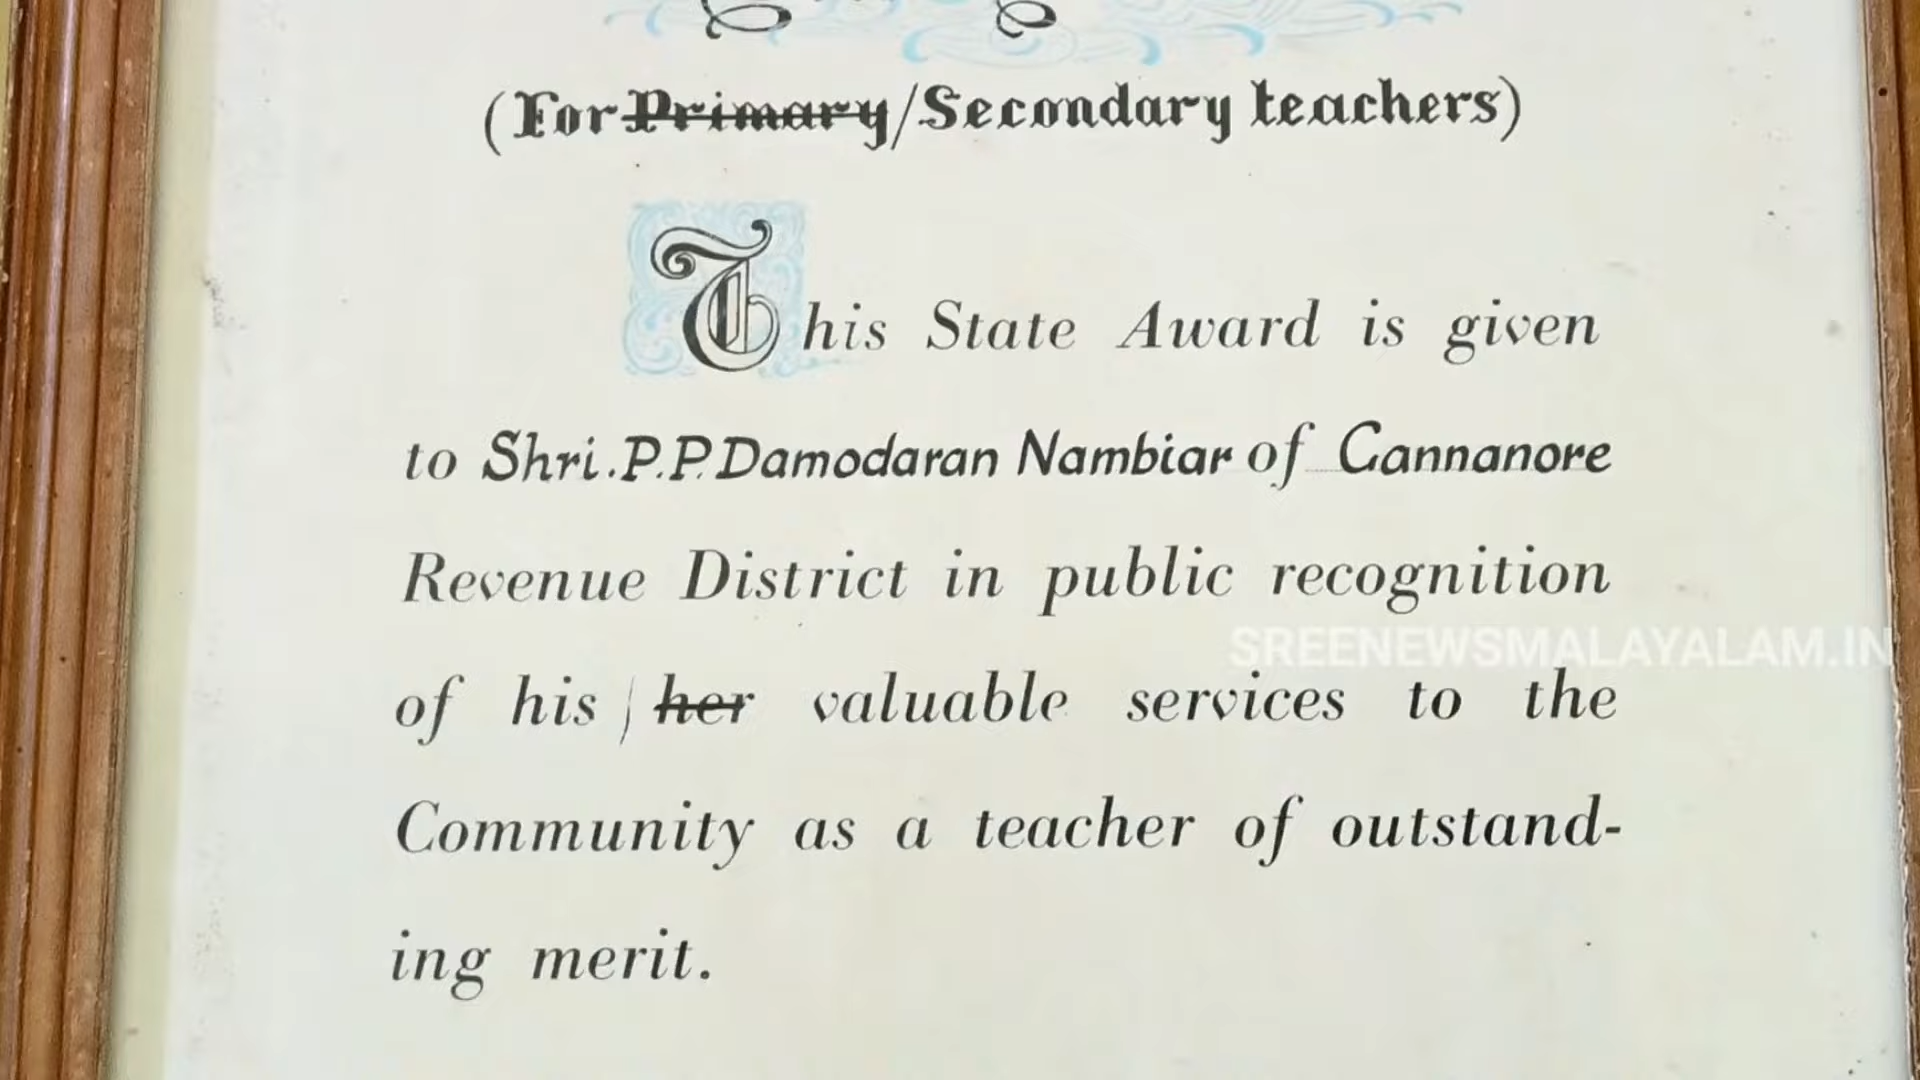 (For Primary/Secondary teachers)
This State Award is given
to Shri.P.P.Damodaran Nambiar of Cannanore
Revenue District in public recognition
of his / her valuable services to the
SREENEWSMALAYALAM.IN
Community as a teacher of outstand-
ing merit.